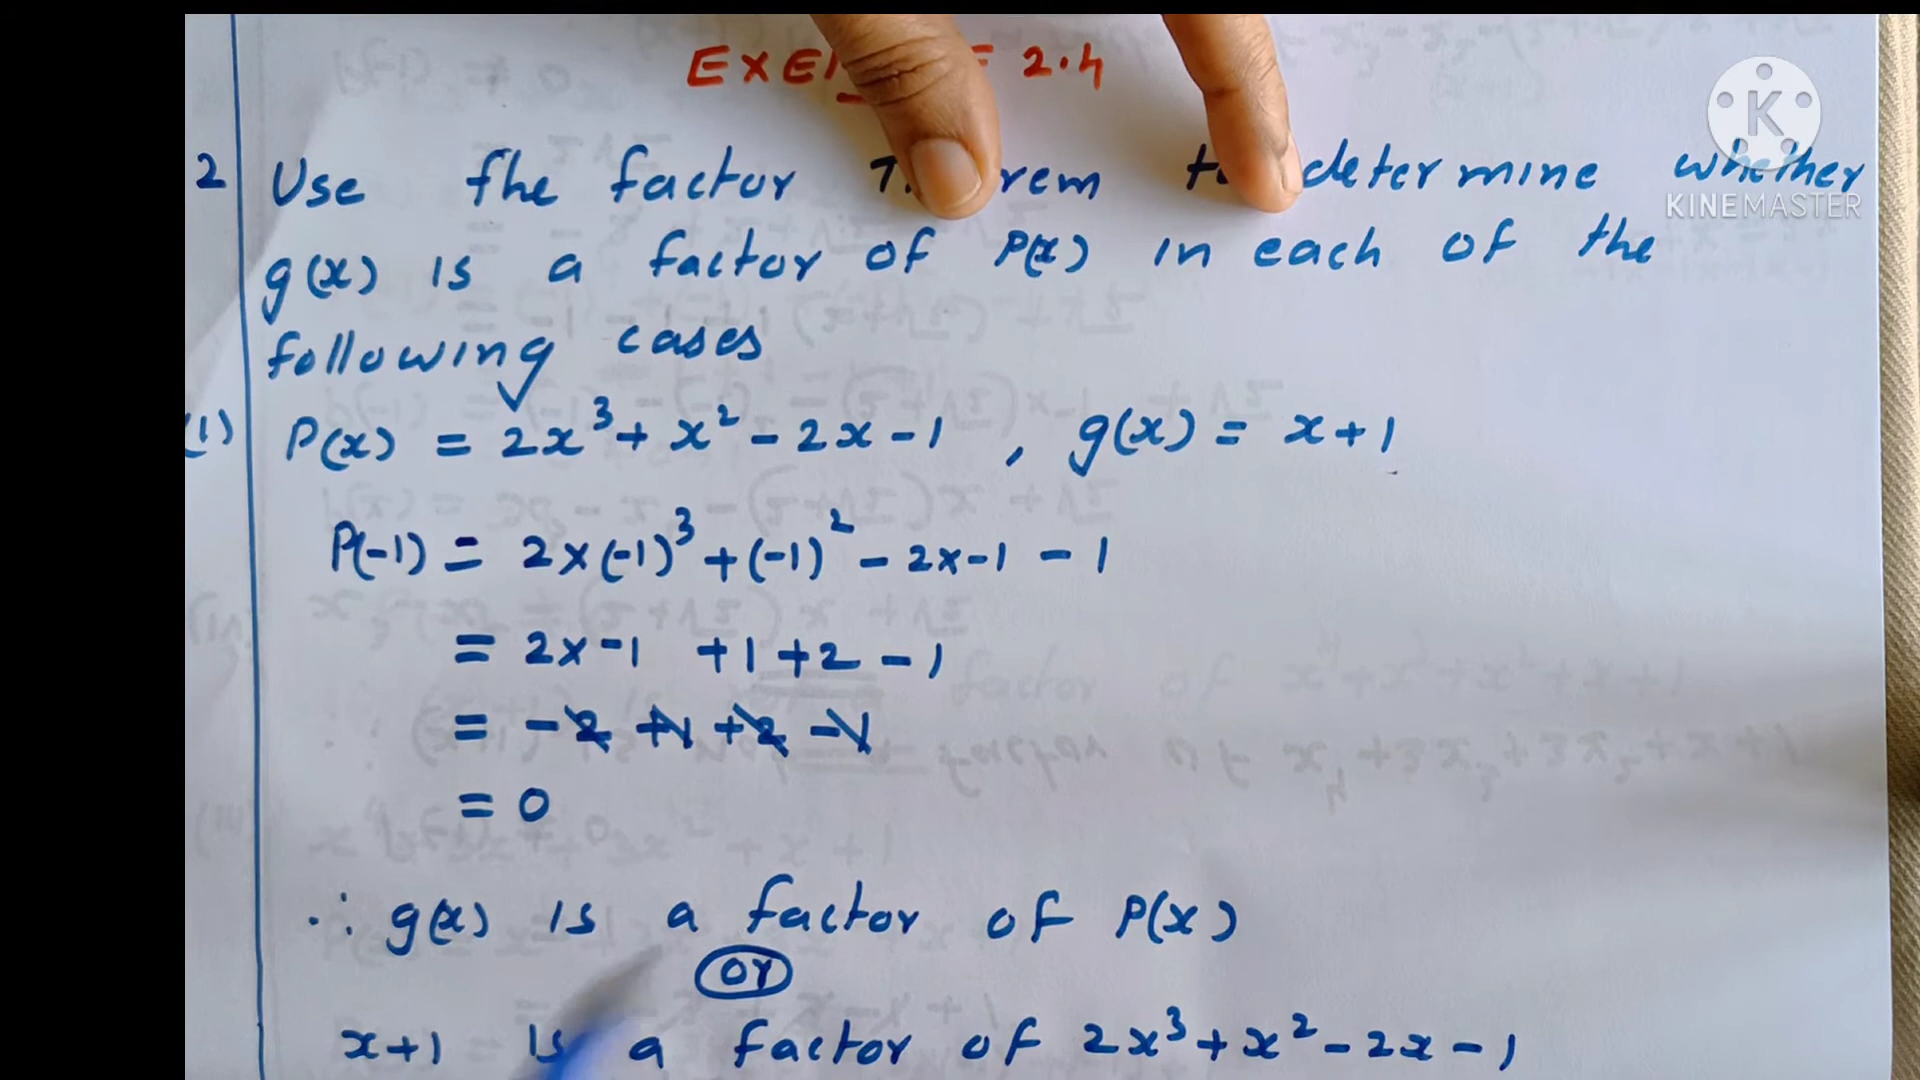 EXE 2.4
K
KINEMASTER
2 Use the factor rem determine whether
g(x) is a factor of P(x) in each of the
following cases
(1) P(x) = 2x³ + x² - 2x - 1 , g(x) = x+1
P(-1) = 2×(-1)³ + (-1)² - 2×-1 - 1
= 2×-1 +1+2-1
= -2 +1 +2 -1
= 0
∴ g(x) is a factor of P(x)
or
x+1 is a factor of 2x³+x²-2x-1